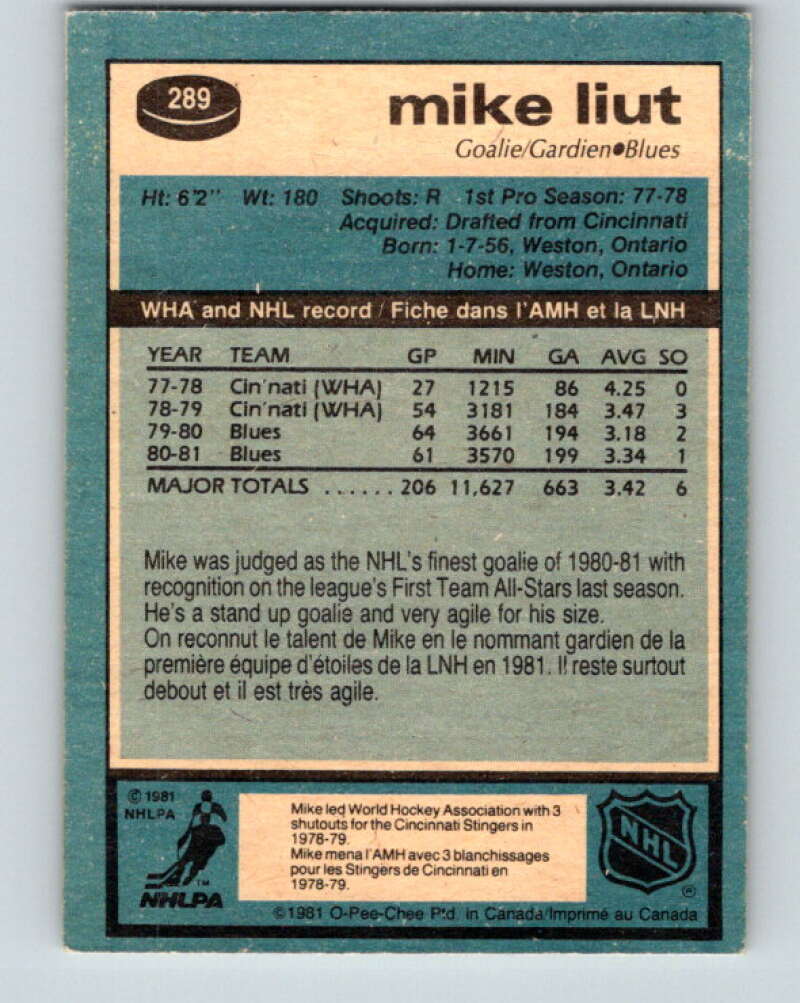 289
mike liut
Goalie/Gardien●Blues
Ht: 6'2" Wt: 180 Shoots: R 1st Pro Season: 77-78
Acquired: Drafted from Cincinnati
Born: 1-7-56, Weston, Ontario
Home: Weston, Ontario
WHA and NHL record / Fiche dans l'AMH et la LNH
YEAR TEAM GP MIN GA AVG SO
77-78 Cin'nati (WHA) 27 1215 86 4.25 0
78-79 Cin'nati (WHA) 54 3181 184 3.47 3
79-80 Blues 64 3661 194 3.18 2
80-81 Blues 61 3570 199 3.34 1
MAJOR TOTALS ...... 206 11,627 663 3.42 6
Mike was judged as the NHL's finest goalie of 1980-81 with
recognition on the league's First Team All-Stars last season.
He's a stand up goalie and very agile for his size.
On reconnut le talent de Mike en le nommant gardien de la
première équipe d'étoiles de la LNH en 1981. Il reste surtout
debout et il est très agile.
© 1981
NHLPA
TM
NHLPA
Mike led World Hockey Association with 3
shutouts for the Cincinnati Stingers in
1978-79.
Mike mena l'AMH avec 3 blanchissages
pour les Stingers de Cincinnati en
1978-79.
NHL
®
©1981 O-Pee-Chee Ptd. in Canada/Imprimé au Canada